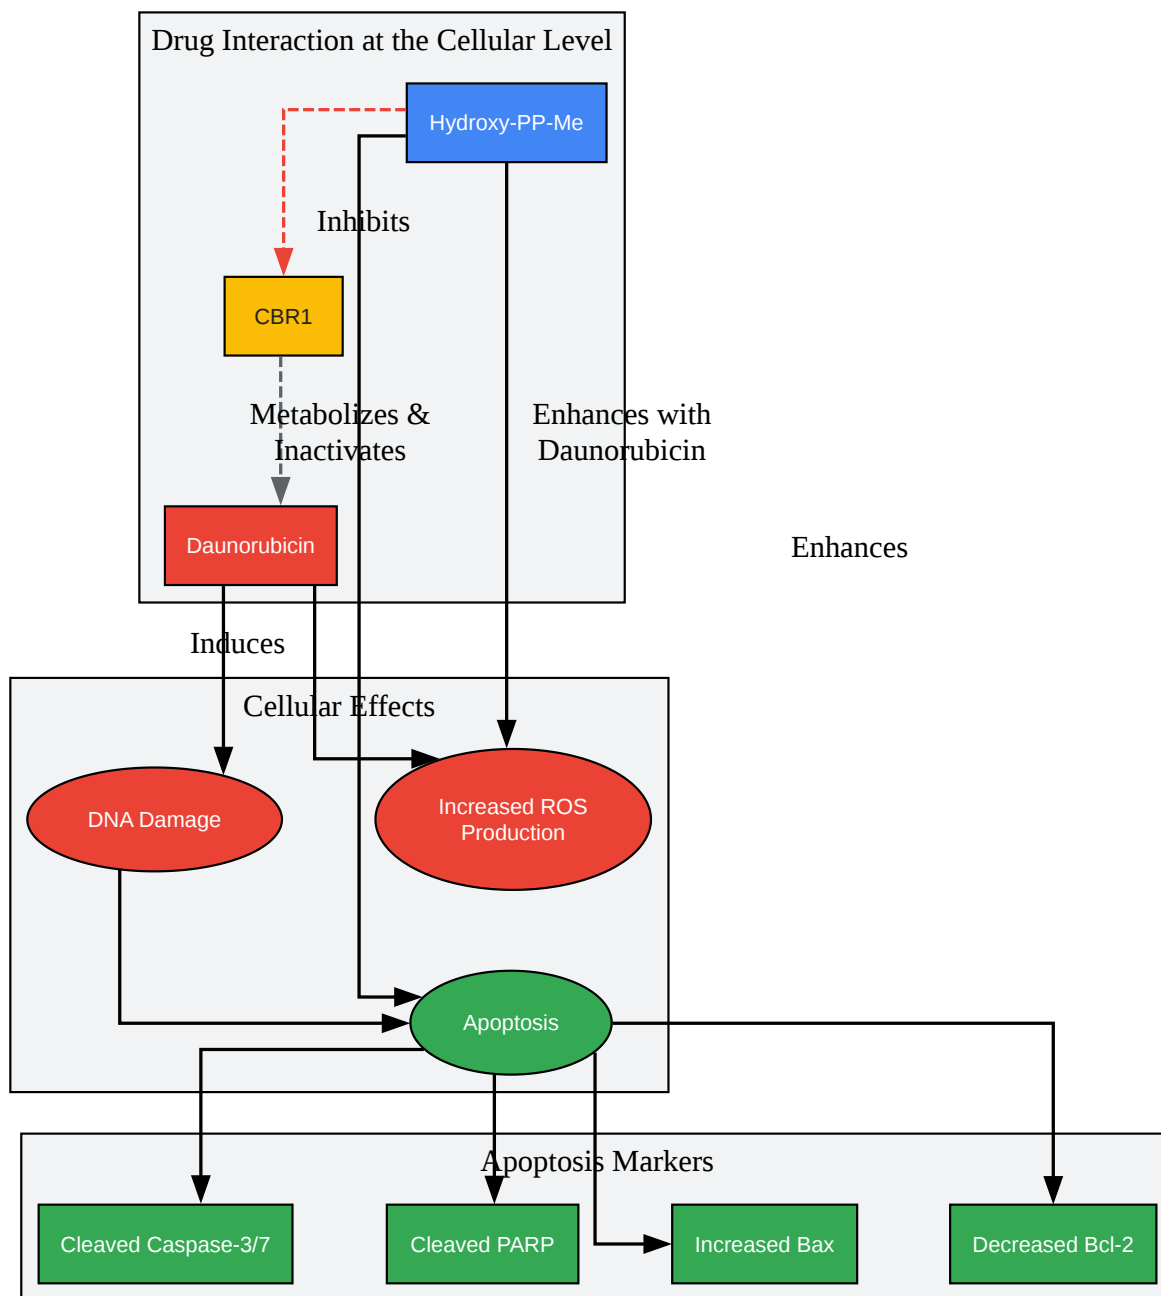 Drug Interaction at the Cellular Level
Hydroxy-PP-Me
Inhibits
CBR1
Metabolizes &
Inactivates
Enhances with
Daunorubicin
Daunorubicin
Enhances
Induces
Cellular Effects
DNA Damage
Increased ROS
Production
Apoptosis
Apoptosis Markers
Cleaved Caspase-3/7
Cleaved PARP
Increased Bax
Decreased Bcl-2